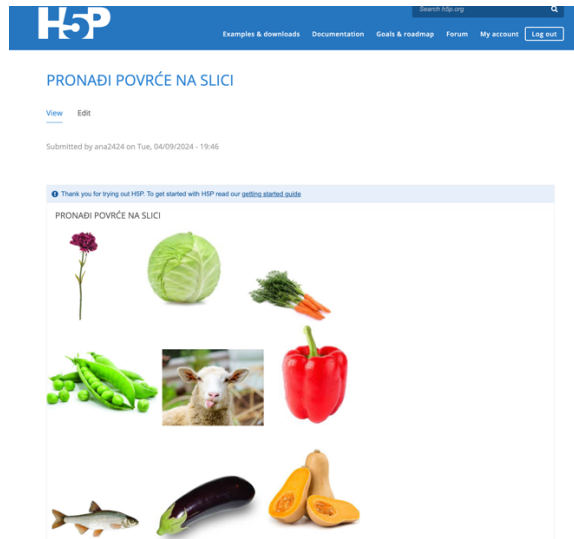 H5P
Search h5p.org
Examples & downloads Documentation Goals & roadmap Forum My account Log out
PRONAĐI POVRĆE NA SLICI
View Edit
Submitted by ana2424 on Tue, 04/09/2024 - 19:46
Thank you for trying out H5P. To get started with H5P read our getting started guide
PRONAĐI POVRĆE NA SLICI